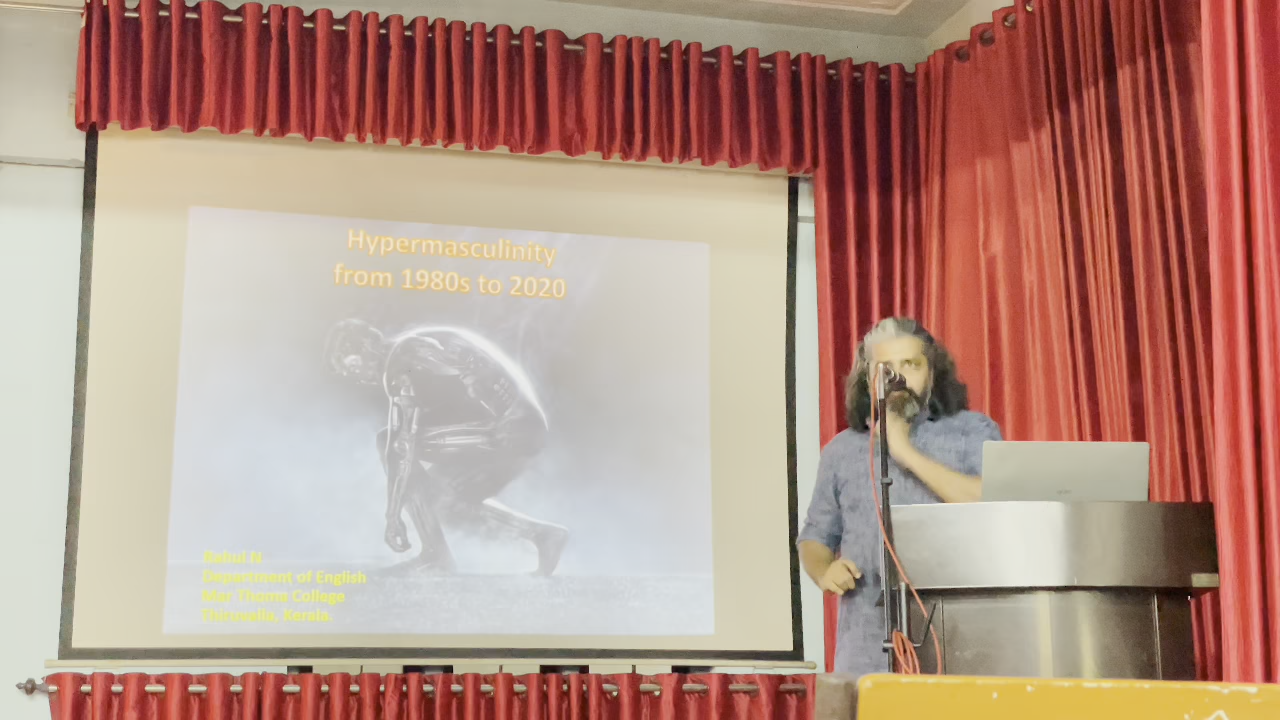 Hypermasculinity
from 1980s to 2020
Rahul N
Department of English
Mar Thoma College
Thiruvalla, Kerala.